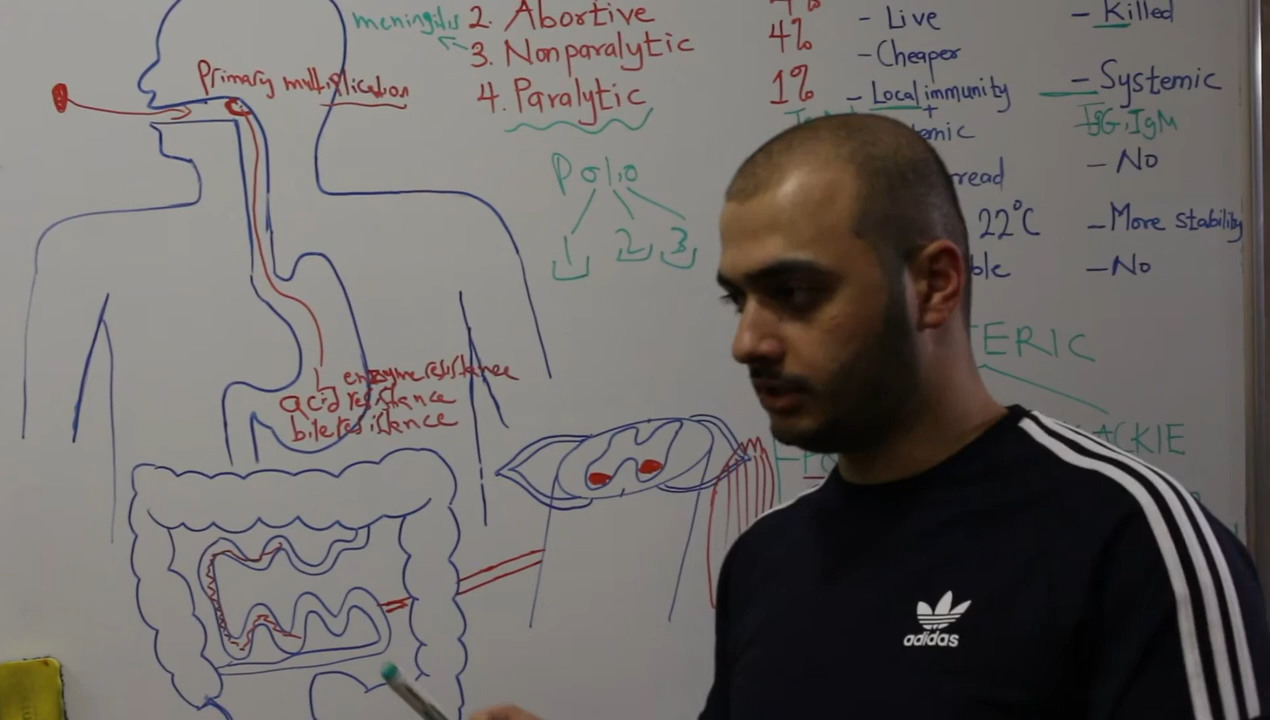 meningitis
2. Abortive
3. Nonparalytic
4. Paralytic
4%
1%
- Live
- Cheaper
- Local immunity
+
- Killed
- Systemic
IgG, IgM
- No
22°C
- More stability
- No
Primary multiplication
Polio
1 2 3
enzyme resistance
acid resistance
bile resistance
adidas